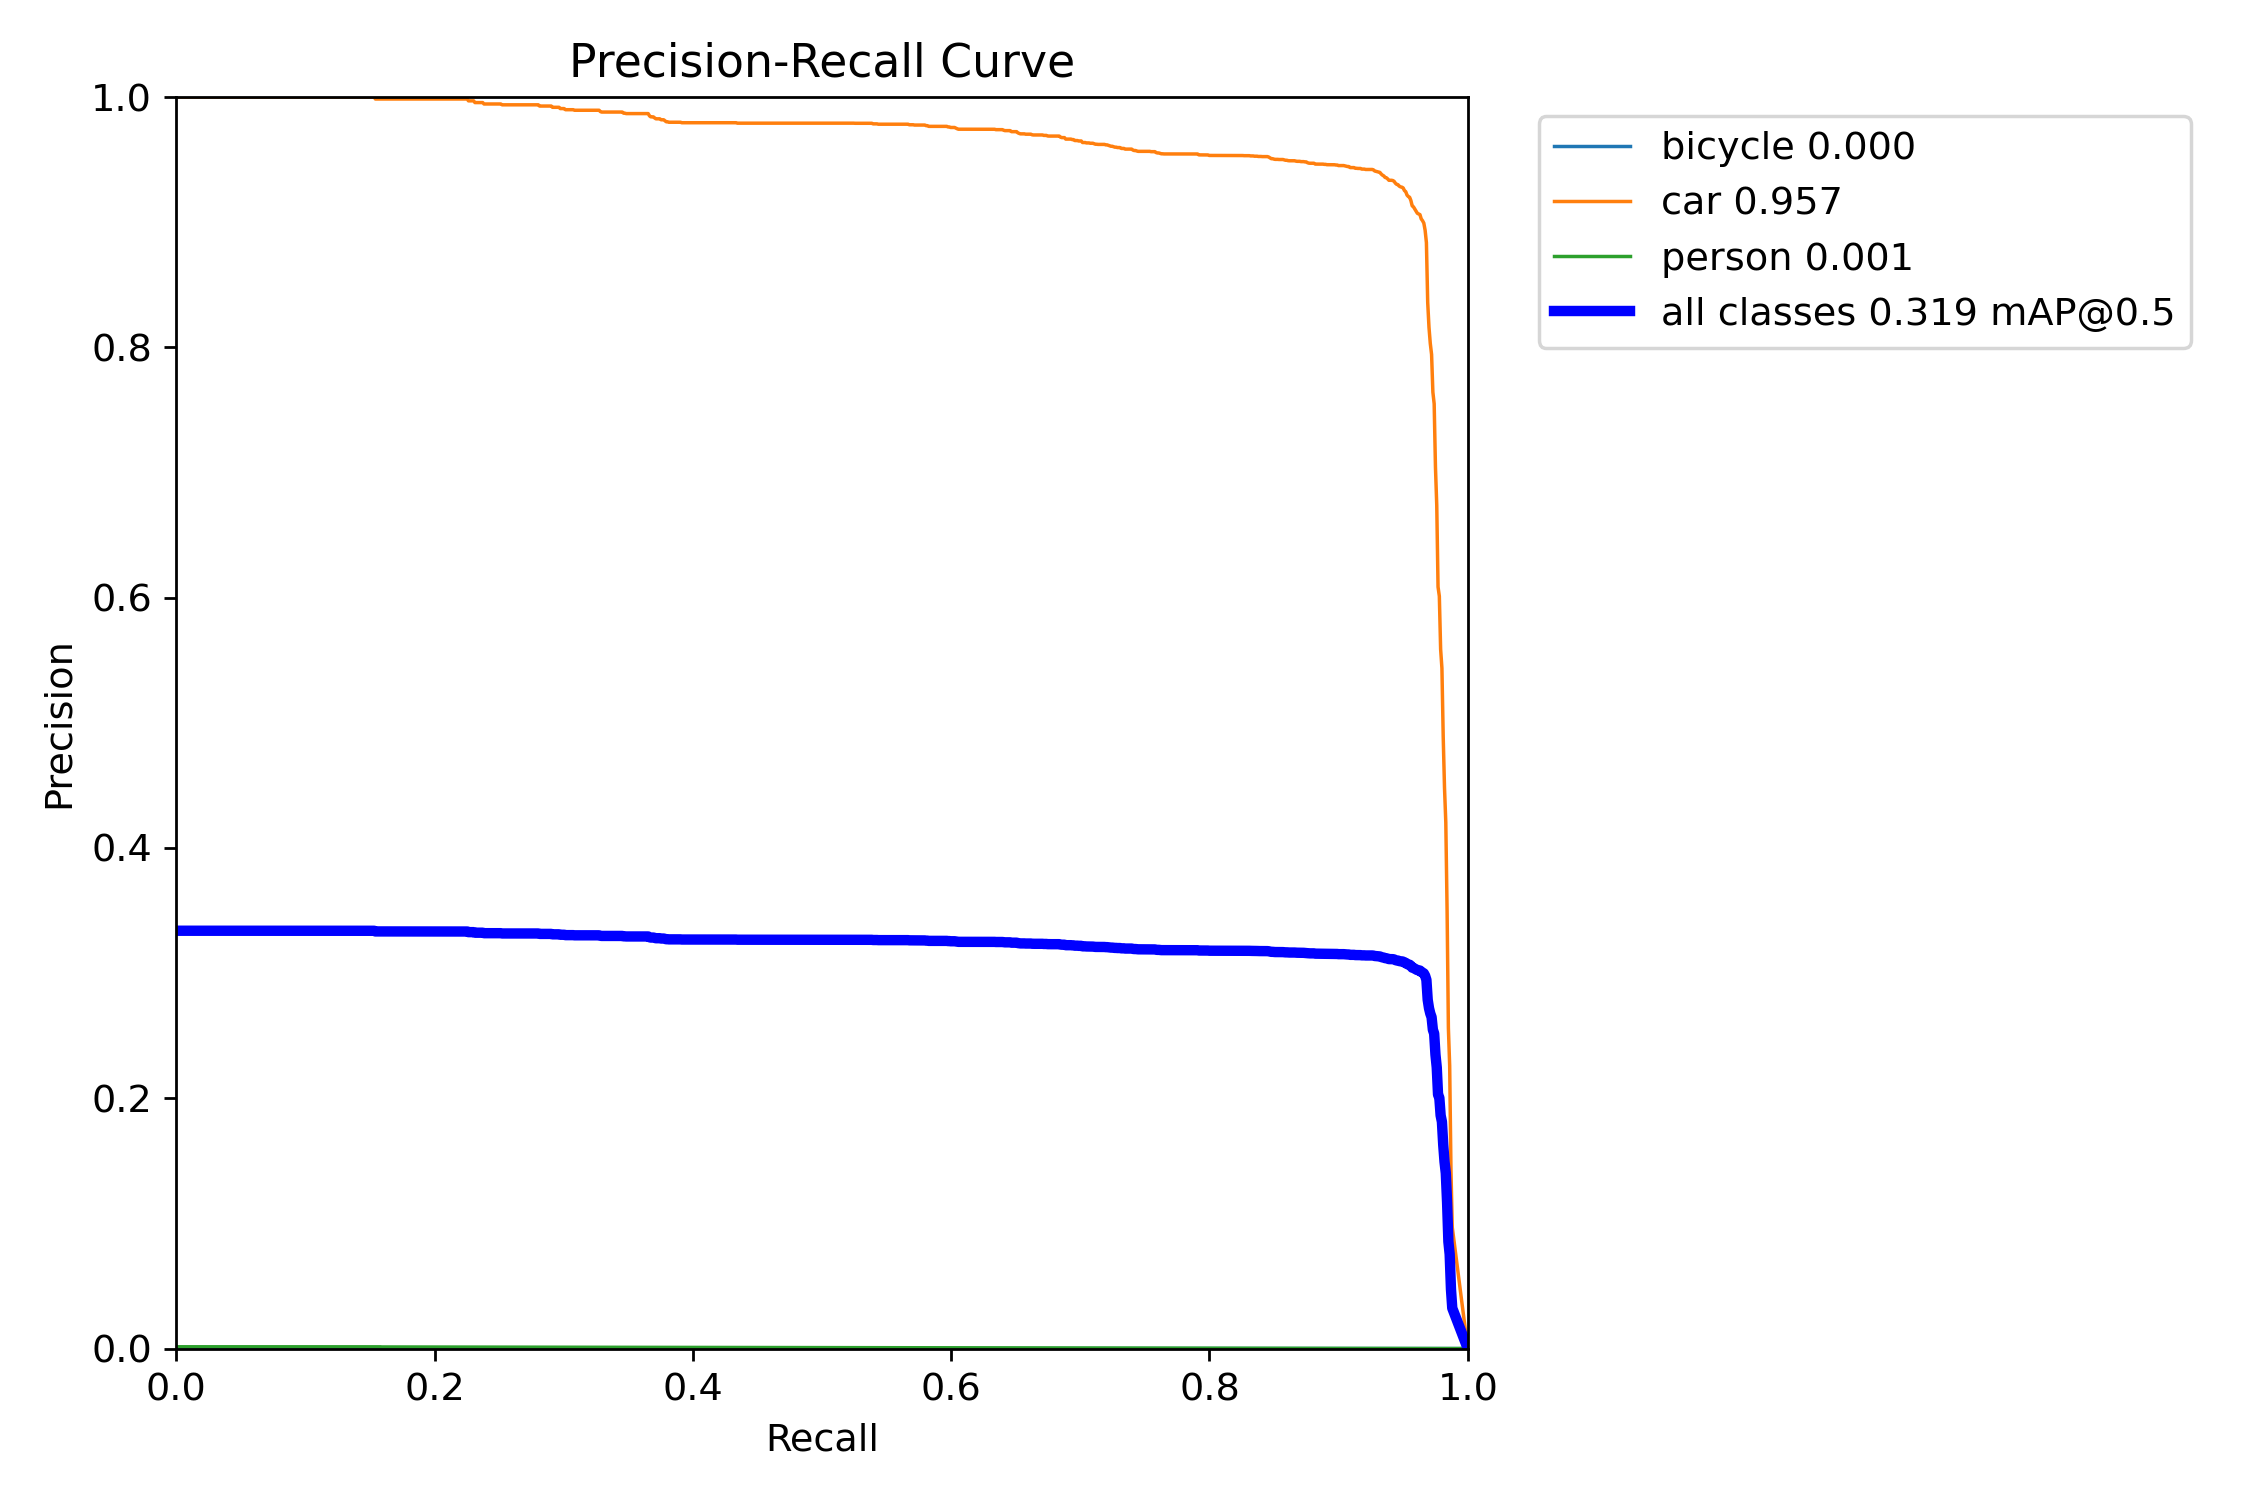 Precision-Recall Curve
1.0
0.8
0.6
0.4
0.2
0.0
Precision
0.0 0.2 0.4 0.6 0.8 1.0
Recall
bicycle 0.000
car 0.957
person 0.001
all classes 0.319 mAP@0.5